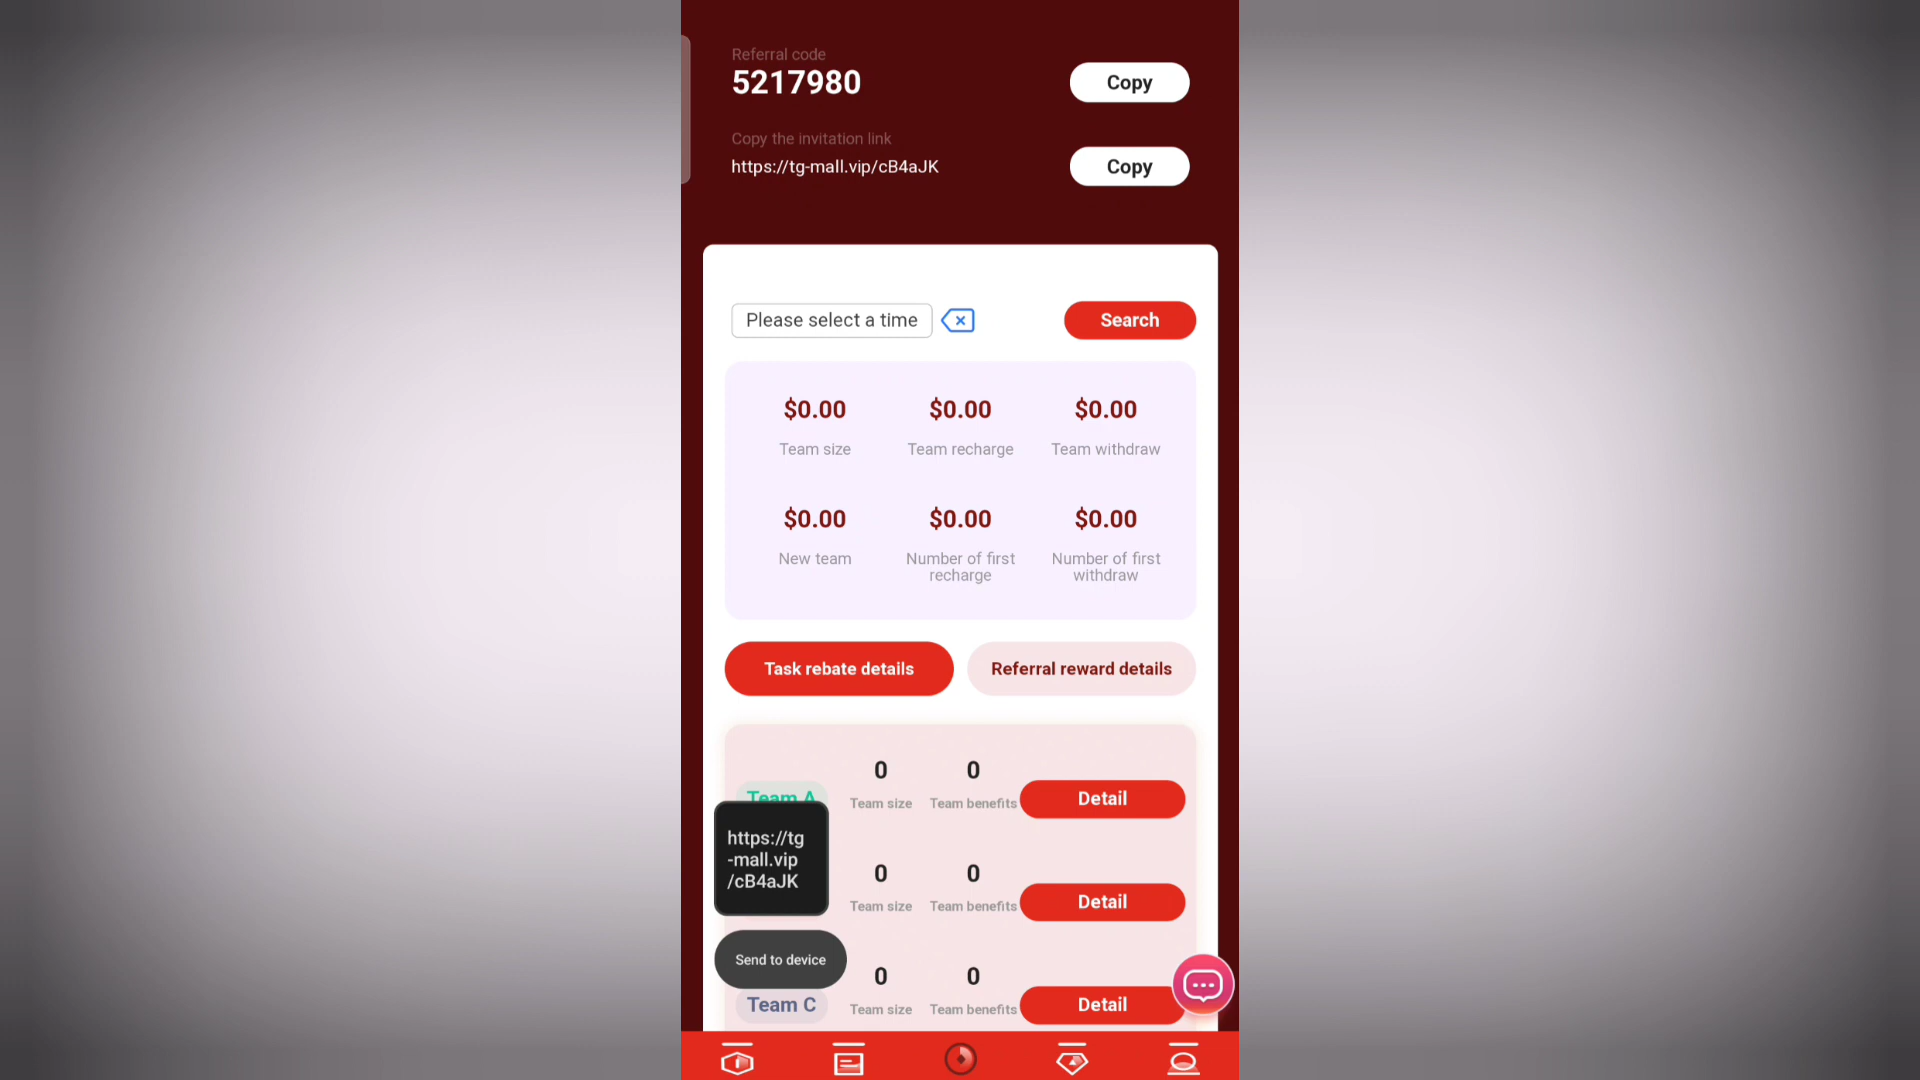 Referral code
5217980
Copy
Copy the invitation link
https://tg-mall.vip/cB4aJK
Copy
Please select a time
Search
$0.00 $0.00 $0.00
Team size Team recharge Team withdraw
$0.00 $0.00 $0.00
New team Number of first recharge Number of first withdraw
Task rebate details Referral reward details
0 0
Team A Team size Team benefits Detail
https://tg
-mall.vip
/cB4aJK
0 0
Team size Team benefits Detail
Send to device
0 0
Team C Team size Team benefits Detail